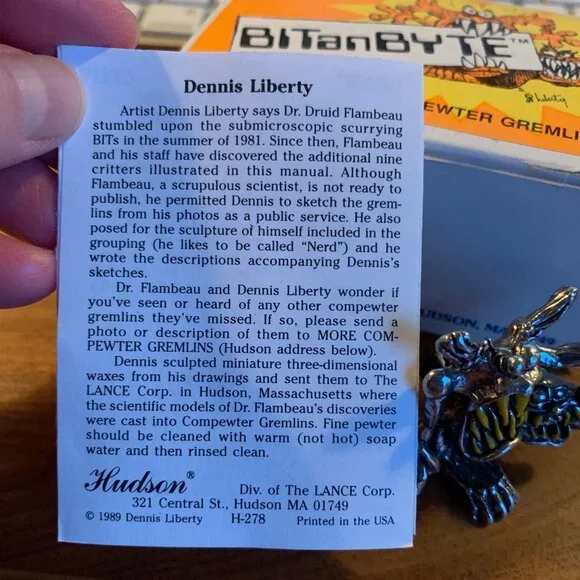 BITanBYTE™
by
Liberty
EWTER GREMLI
HUDSON, MA
Dennis Liberty
Artist Dennis Liberty says Dr. Druid Flambeau
stumbled upon the submicroscopic scurrying
BITs in the summer of 1981. Since then, Flambeau
and his staff have discovered the additional nine
critters illustrated in this manual. Although
Flambeau, a scrupulous scientist, is not ready to
publish, he permitted Dennis to sketch the grem-
lins from his photos as a public service. He also
posed for the sculpture of himself included in the
grouping (he likes to be called “Nerd”) and he
wrote the descriptions accompanying Dennis's
sketches.
Dr. Flambeau and Dennis Liberty wonder if
you've seen or heard of any other compewter
gremlins they've missed. If so, please send a
photo or description of them to MORE COM-
PEWTER GREMLINS (Hudson address below).
Dennis sculpted miniature three-dimensional
waxes from his drawings and sent them to The
LANCE Corp. in Hudson, Massachusetts where
the scientific models of Dr. Flambeau's discoveries
were cast into Compewter Gremlins. Fine pewter
should be cleaned with warm (not hot) soap
water and then rinsed clean.
Hudson® Div. of The LANCE Corp.
321 Central St., Hudson MA 01749
© 1989 Dennis Liberty H-278 Printed in the USA